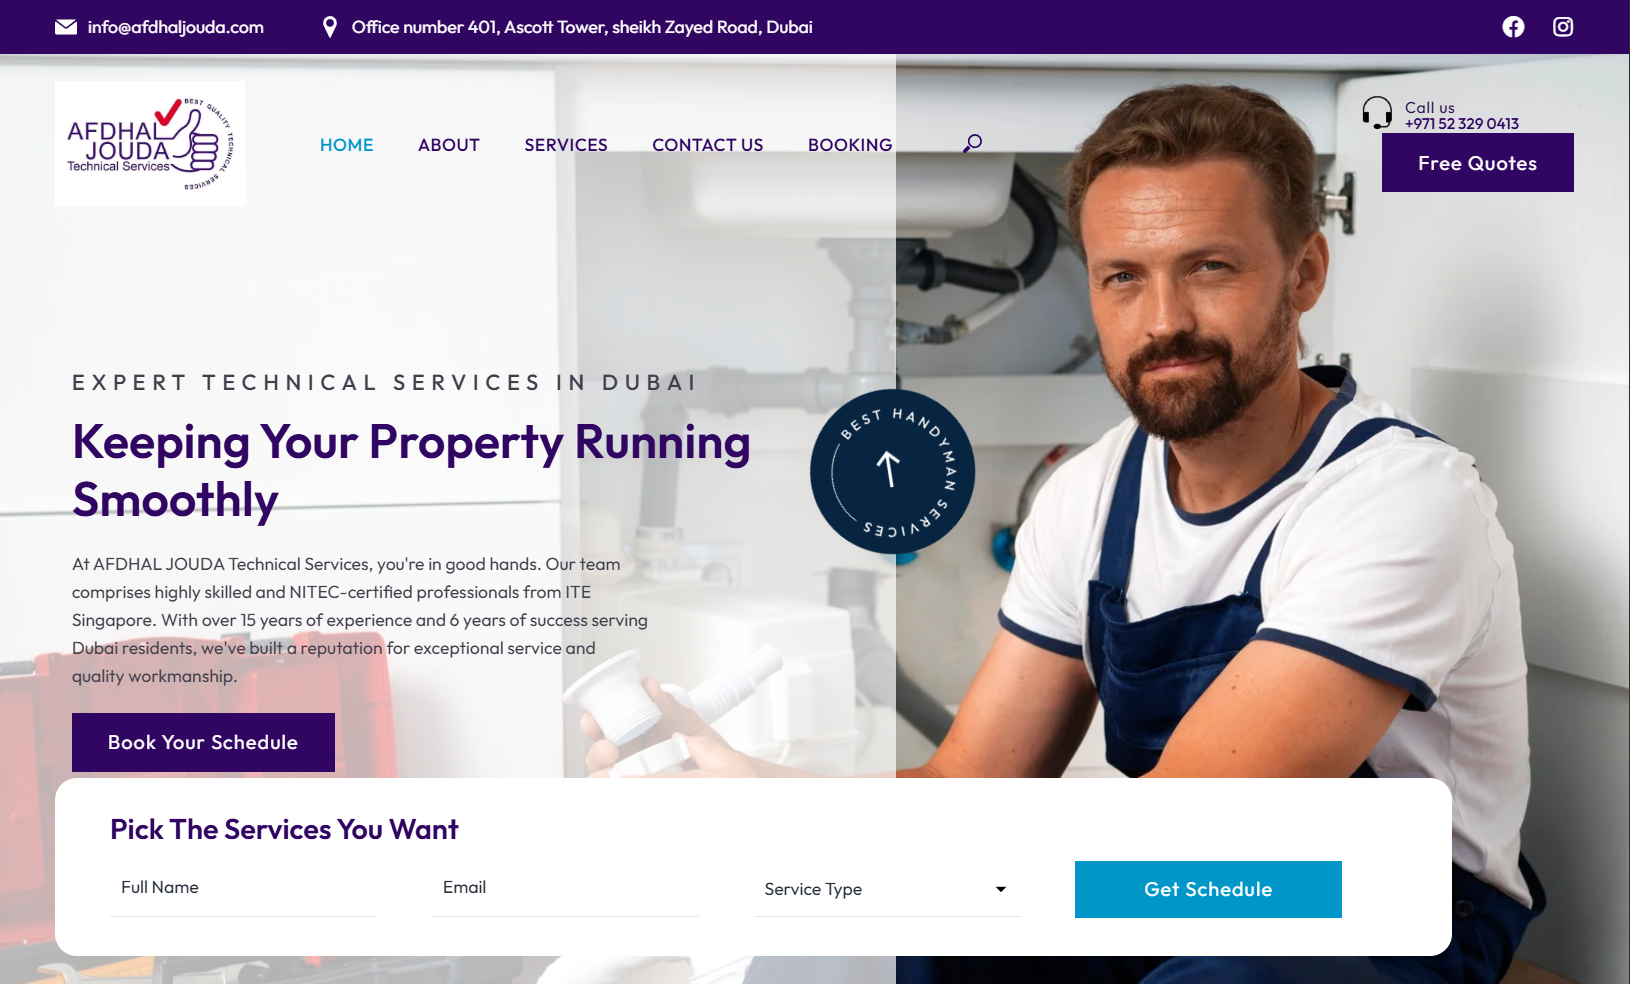 info@afdhaljouda.com
Office number 401, Ascott Tower, sheikh Zayed Road, Dubai
AFDHAL
JOUDA
Technical Services
BEST QUALITY TECHNICAL SERVICES
HOME
ABOUT
SERVICES
CONTACT US
BOOKING
Call us
+971 52 329 0413
Free Quotes
EXPERT TECHNICAL SERVICES IN DUBAI
Keeping Your Property Running
Smoothly
BEST HANDYMAN SERVICES
At AFDHAL JOUDA Technical Services, you're in good hands. Our team
comprises highly skilled and NITEC-certified professionals from ITE
Singapore. With over 15 years of experience and 6 years of success serving
Dubai residents, we've built a reputation for exceptional service and
quality workmanship.
Book Your Schedule
Pick The Services You Want
Full Name
Email
Service Type
Get Schedule